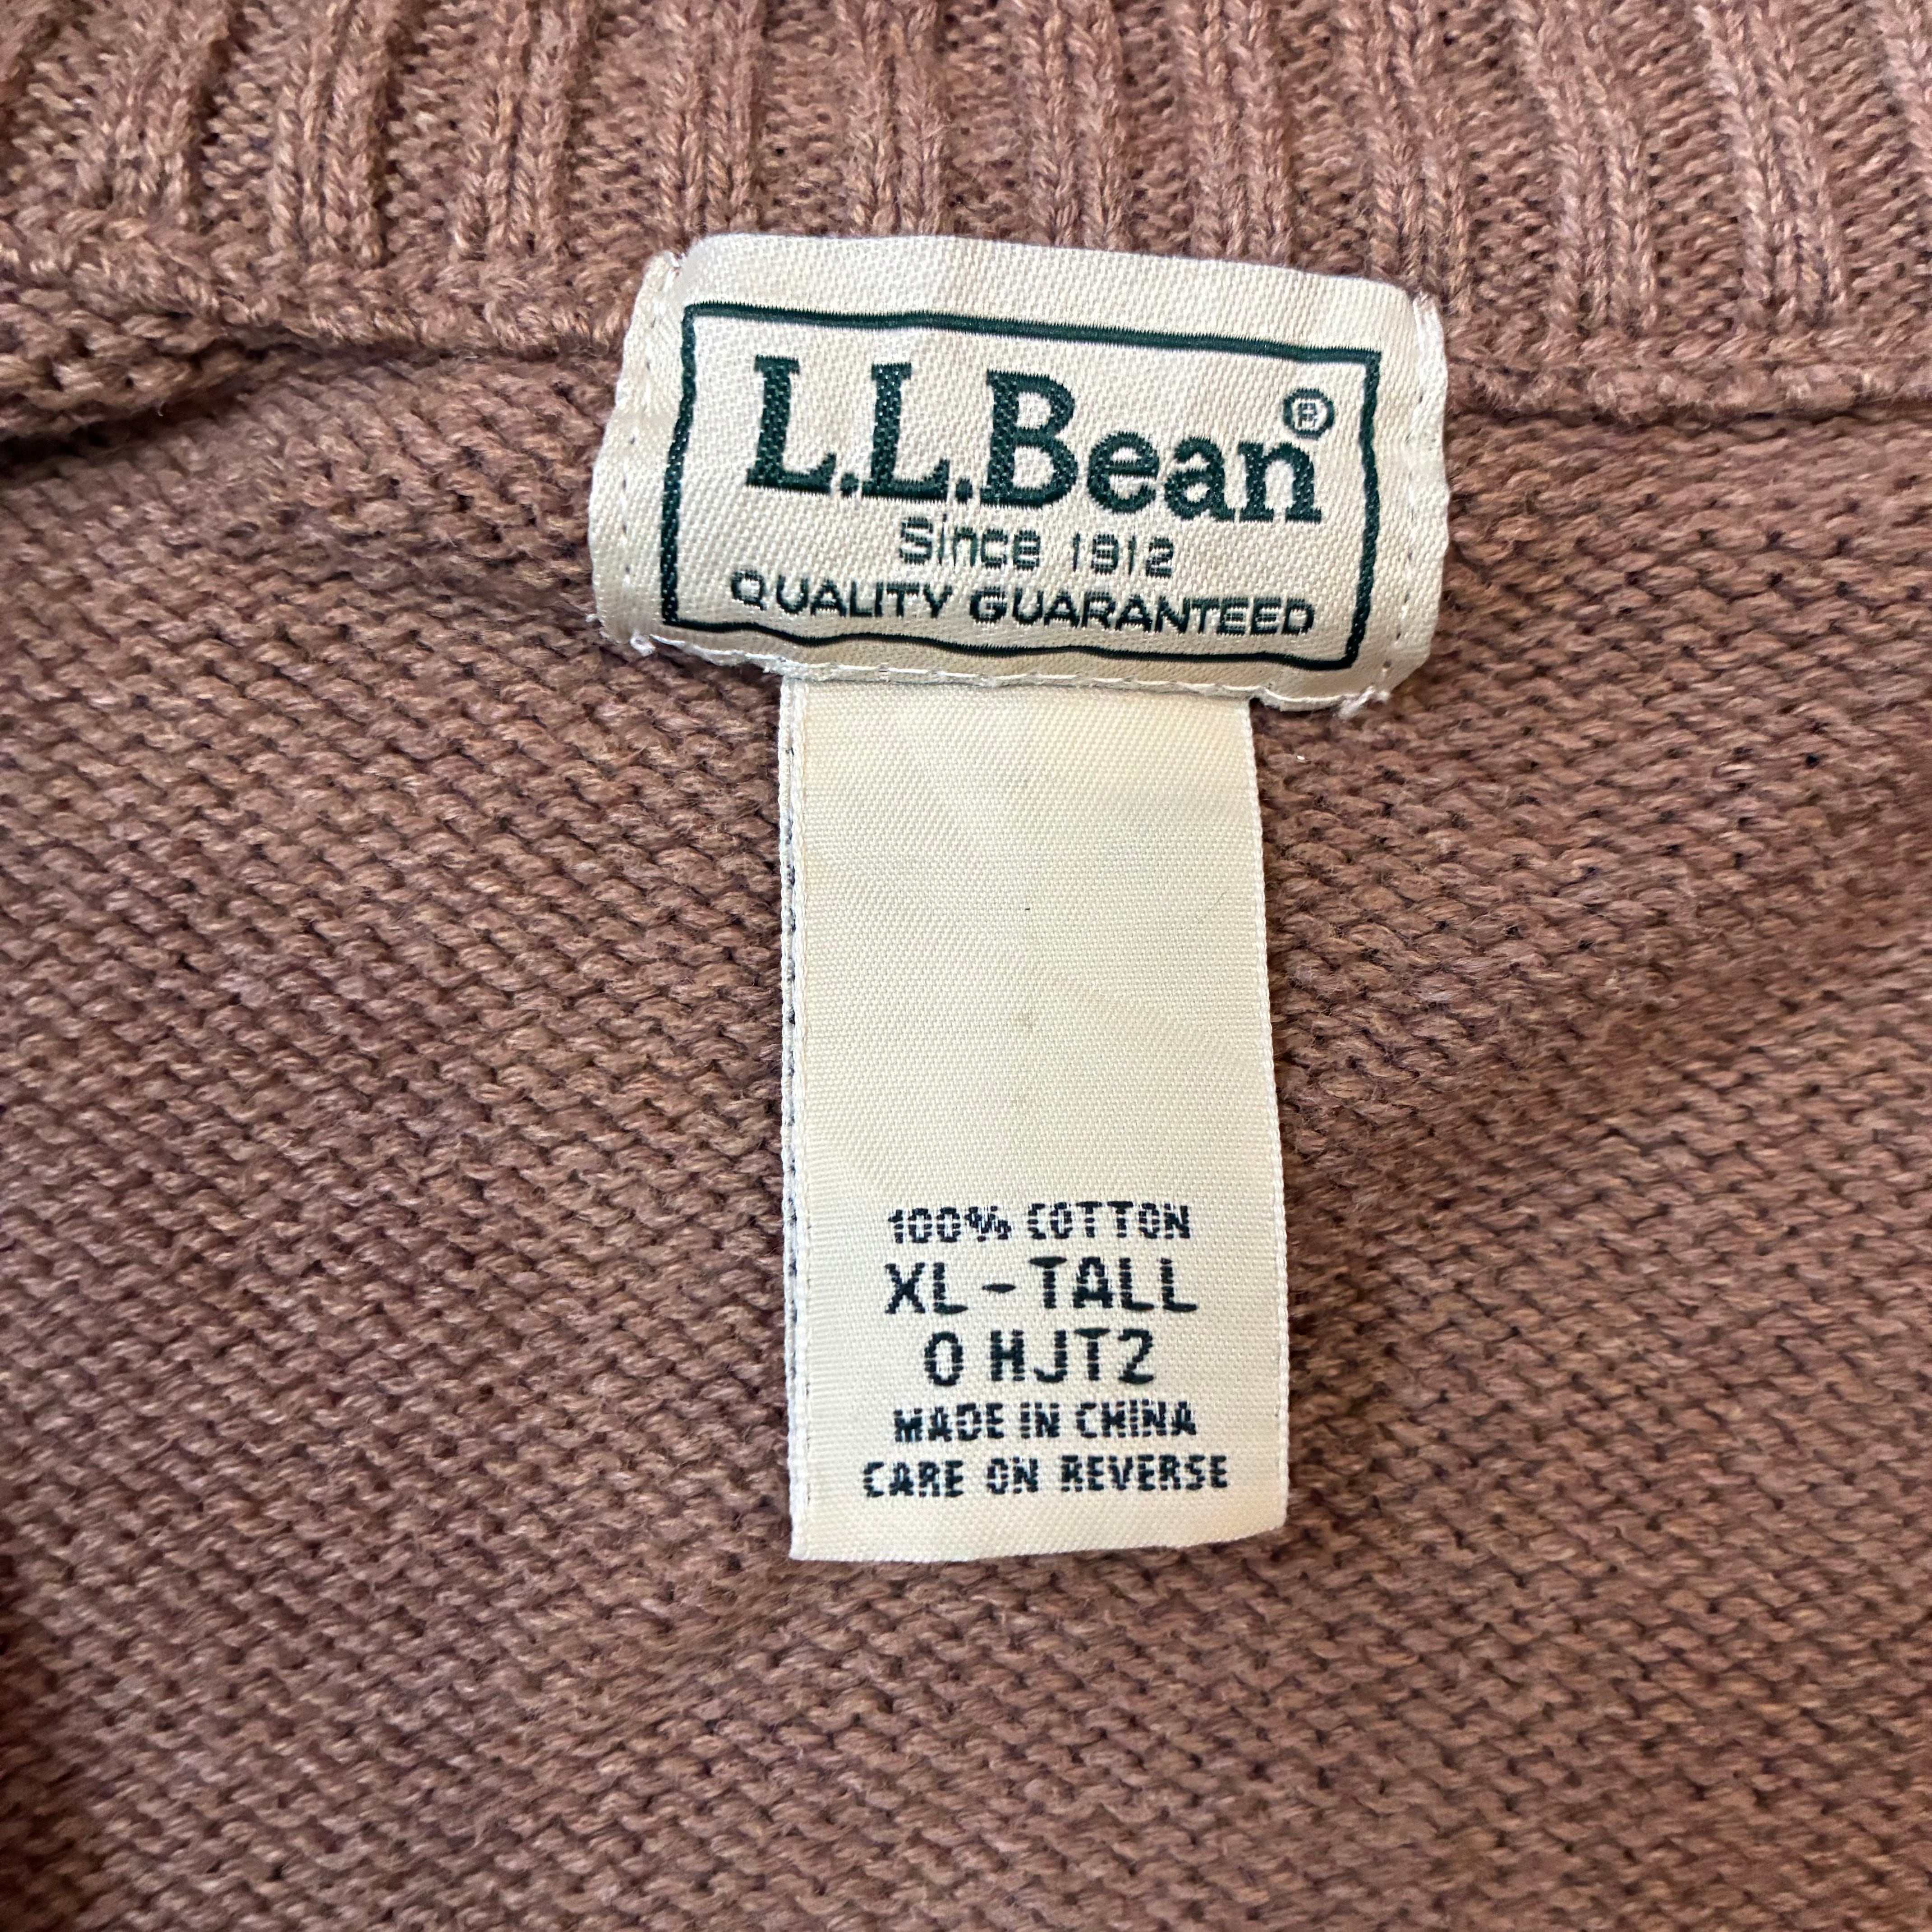 L.L.Bean®
Since 1912
QUALITY GUARANTEED
100% COTTON
XL-TALL
0 HJT2
MADE IN CHINA
CARE ON REVERSE